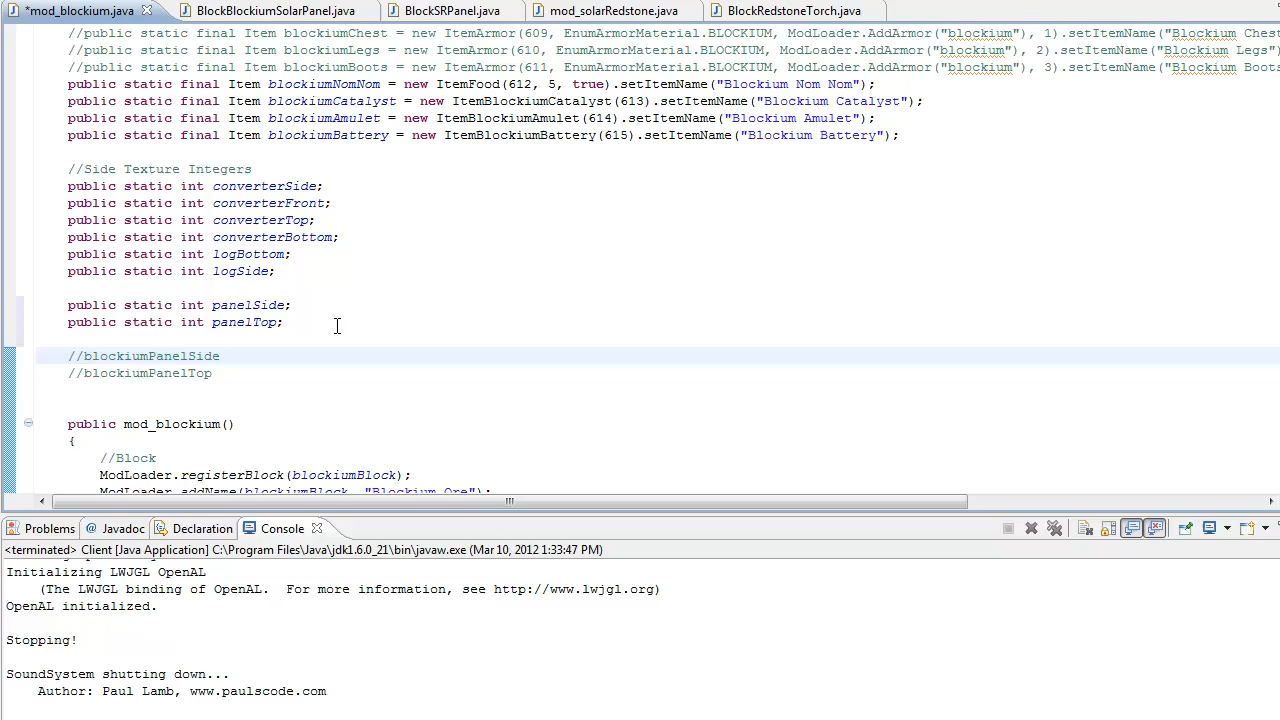 *mod_blockium.java BlockBlockiumSolarPanel.java BlockSRPanel.java mod_solarRedstone.java BlockRedstoneTorch.java
//public static final Item blockiumChest = new ItemArmor(609, EnumArmorMaterial.BLOCKIUM, ModLoader.AddArmor("blockium"), 1).setItemName("Blockium Chest
//public static final Item blockiumLegs = new ItemArmor(610, EnumArmorMaterial.BLOCKIUM, ModLoader.AddArmor("blockium"), 2).setItemName("Blockium Legs")
//public static final Item blockiumBoots = new ItemArmor(611, EnumArmorMaterial.BLOCKIUM, ModLoader.AddArmor("blockium"), 3).setItemName("Blockium Boots
public static final Item blockiumNomNom = new ItemFood(612, 5, true).setItemName("Blockium Nom Nom");
public static final Item blockiumCatalyst = new ItemBlockiumCatalyst(613).setItemName("Blockium Catalyst");
public static final Item blockiumAmulet = new ItemBlockiumAmulet(614).setItemName("Blockium Amulet");
public static final Item blockiumBattery = new ItemBlockiumBattery(615).setItemName("Blockium Battery");
//Side Texture Integers
public static int converterSide;
public static int converterFront;
public static int converterTop;
public static int converterBottom;
public static int logBottom;
public static int logSide;
public static int panelSide;
public static int panelTop;
//blockiumPanelSide
//blockiumPanelTop
public mod_blockium()
{
//Block
ModLoader.registerBlock(blockiumBlock);
ModLoader.addName(blockiumBlock, "Blockium Ore");
Problems Javadoc Declaration Console
<terminated> Client [Java Application] C:\Program Files\Java\jdk1.6.0_21\bin\javaw.exe (Mar 10, 2012 1:33:47 PM)
Initializing LWJGL OpenAL
(The LWJGL binding of OpenAL. For more information, see http://www.lwjgl.org)
OpenAL initialized.
Stopping!
SoundSystem shutting down...
Author: Paul Lamb, www.paulscode.com